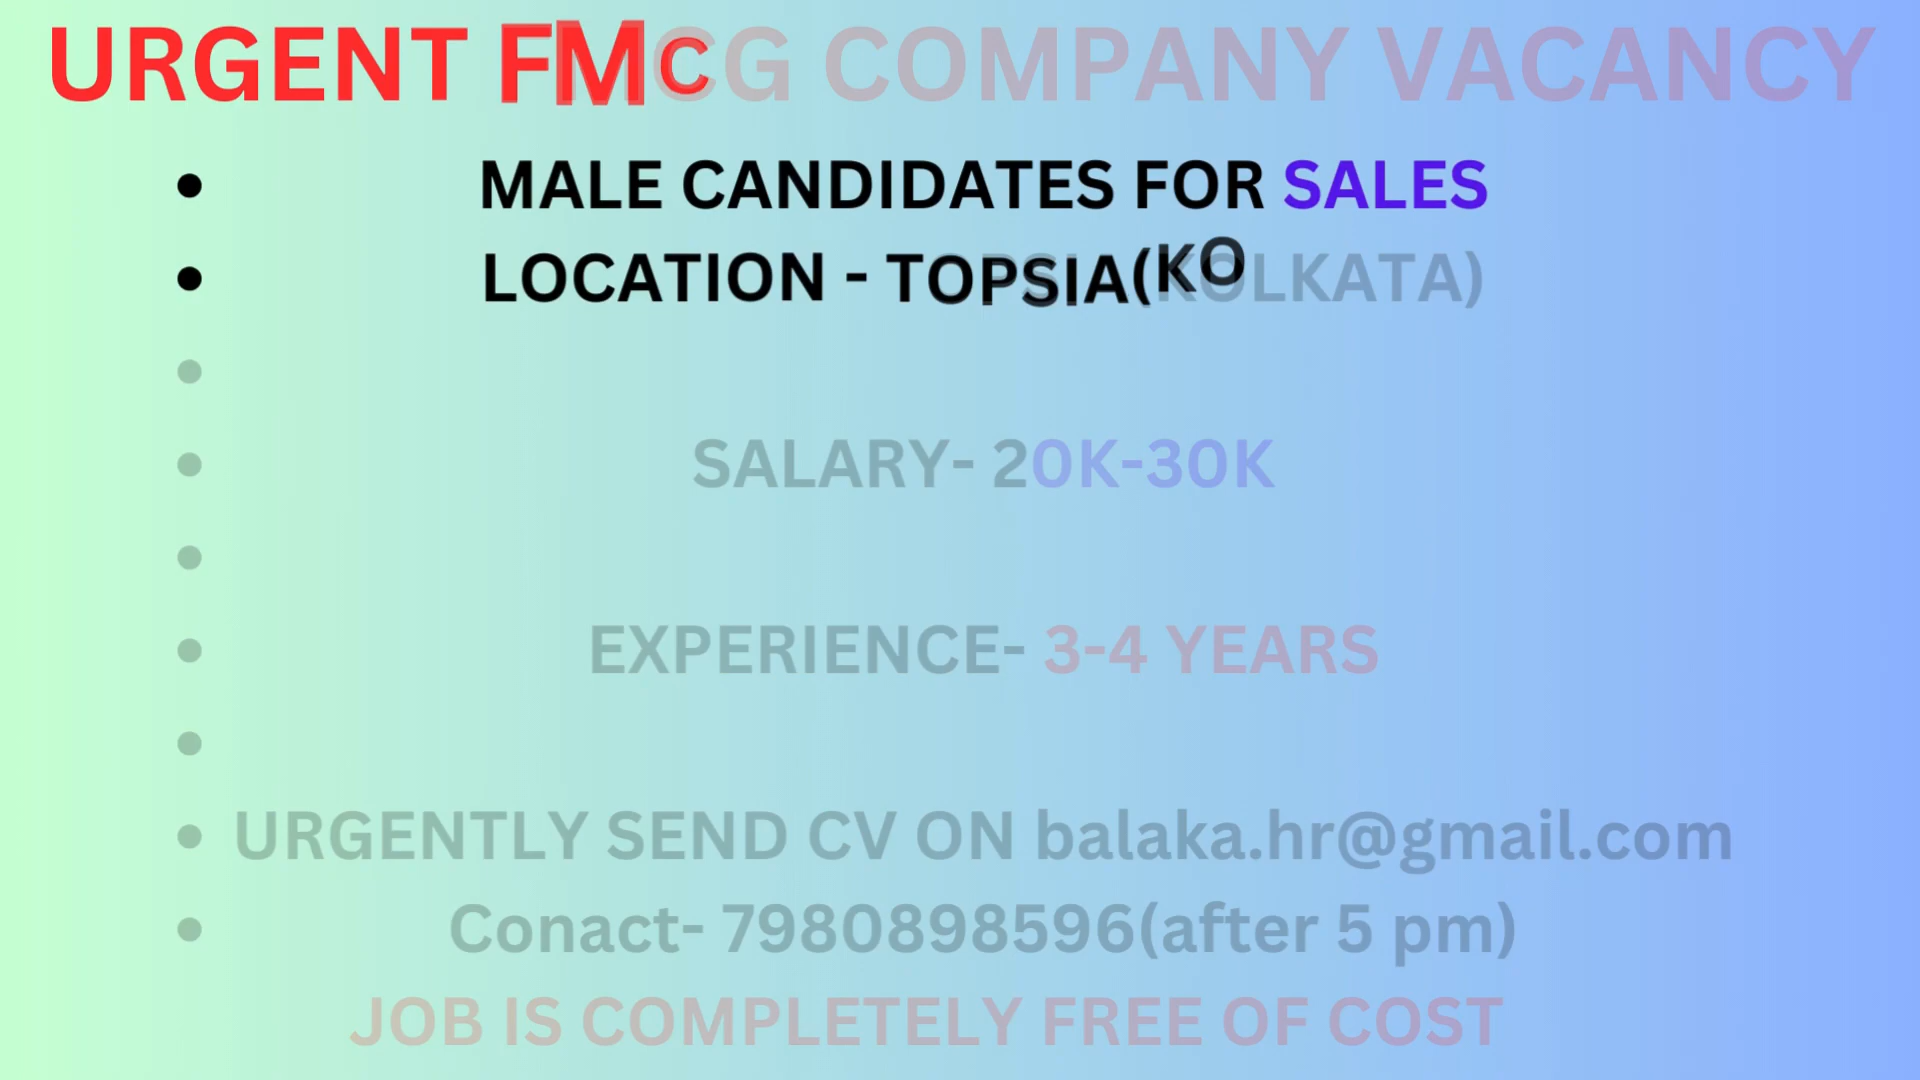 URGENT FMCG COMPANY VACANCY
MALE CANDIDATES FOR SALES
LOCATION - TOPSIA(KOLKATA)
SALARY- 20K-30K
EXPERIENCE- 3-4 YEARS
URGENTLY SEND CV ON balaka.hr@gmail.com
Conact- 7980898596(after 5 pm)
JOB IS COMPLETELY FREE OF COST